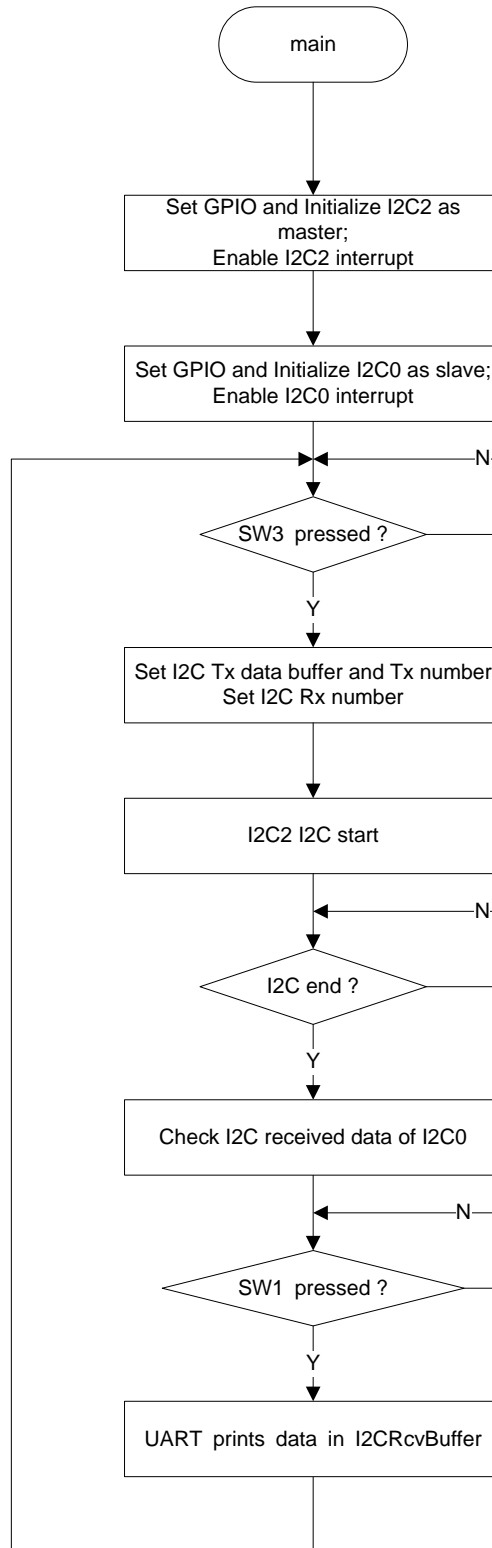 main
Set GPIO and Initialize I2C2 as
master;
Enable I2C2 interrupt
Set GPIO and Initialize I2C0 as slave;
Enable I2C0 interrupt
N
SW3 pressed ?
Y
Set I2C Tx data buffer and Tx number
Set I2C Rx number
I2C2 I2C start
N
I2C end ?
Y
Check I2C received data of I2C0
N
SW1 pressed ?
Y
UART prints data in I2CRcvBuffer